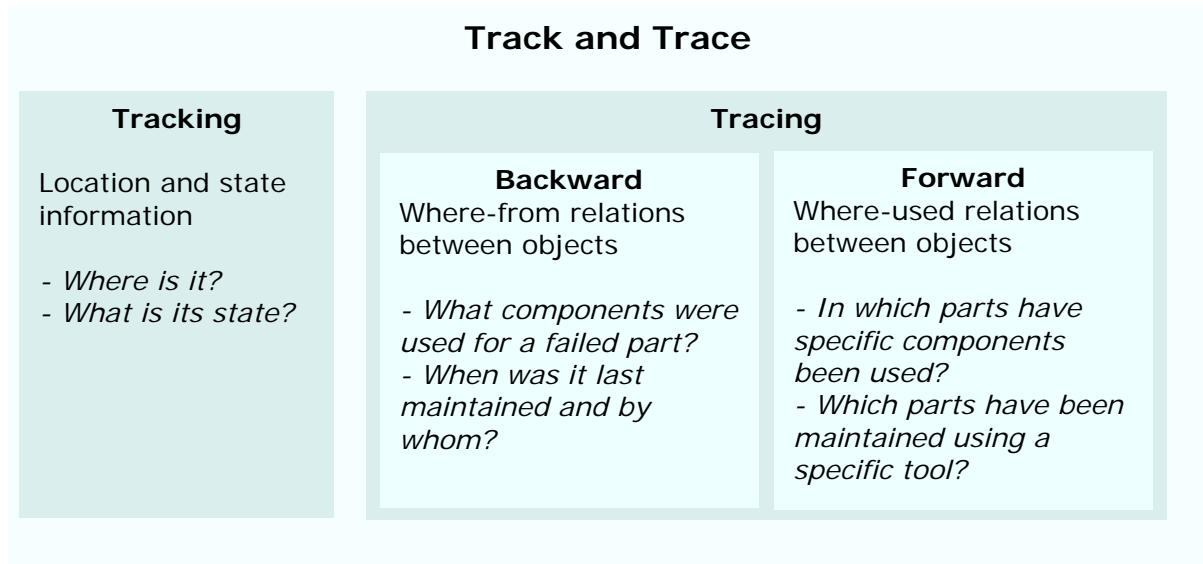 Track and Trace
Tracking
Location and state
information
- Where is it?
- What is its state?
Tracing
Backward
Where-from relations
between objects
- What components were
used for a failed part?
- When was it last
maintained and by
whom?
Forward
Where-used relations
between objects
- In which parts have
specific components
been used?
- Which parts have been
maintained using a
specific tool?